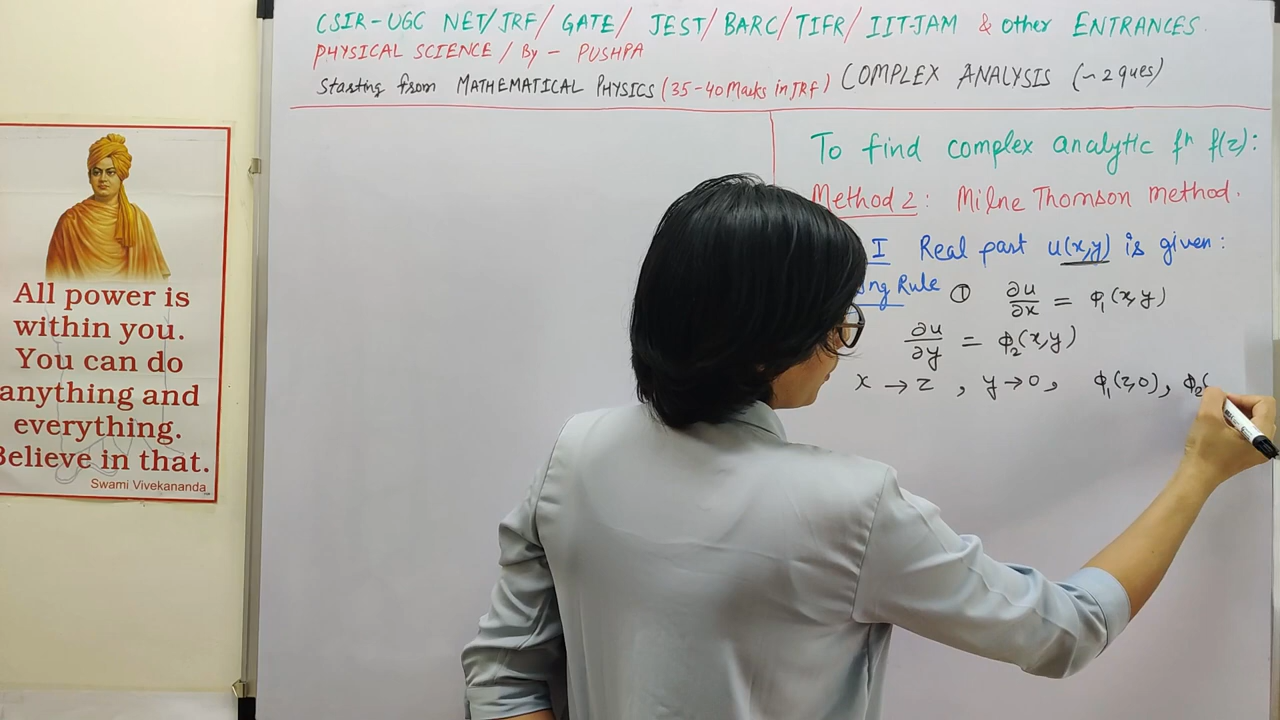 CSIR-UGC NET/JRF/ GATE/ JEST/BARC/TIFR/ IIT-JAM & other ENTRANCES.
PHYSICAL SCIENCE / By - PUSHPA
Starting from MATHEMATICAL PHYSICS (35-40 Marks in JRF) COMPLEX ANALYSIS (~2 ques)
To find complex analytic fⁿ f(z):
Method 2: Milne Thomson method.
I Real part u(x,y) is given:
Rule ① ∂u/∂x = ϕ₁(x,y)
∂u/∂y = ϕ₂(x,y)
x → z , y → 0, ϕ₁(z,0), ϕ₂(
All power is
within you.
You can do
anything and
everything.
Believe in that.
Swami Vivekananda